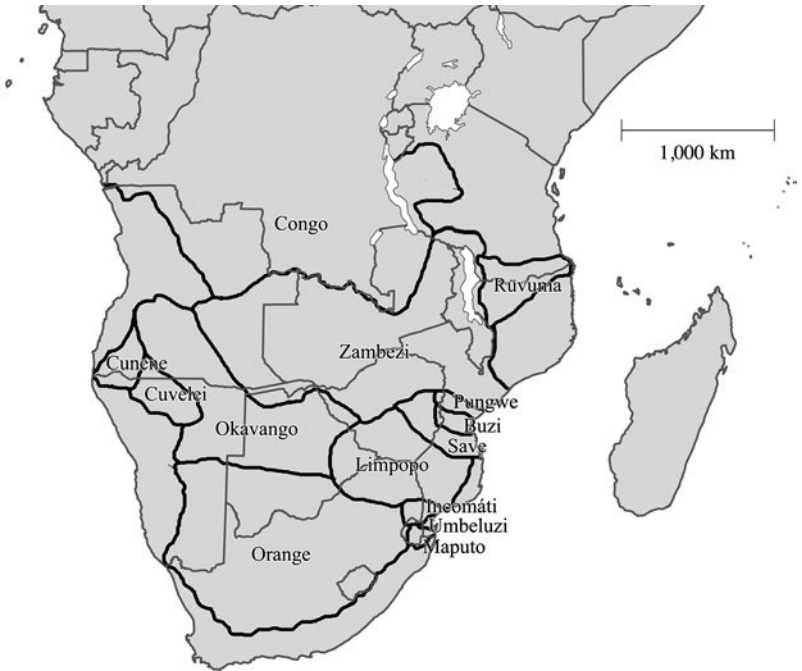 1,000 km
Congo
Ruvuma
Zambezi
Cunene
Cuvelei
Pungwe
Okavango
Buzi
Save
Limpopo
Incomáti
Umbeluzi
Maputo
Orange